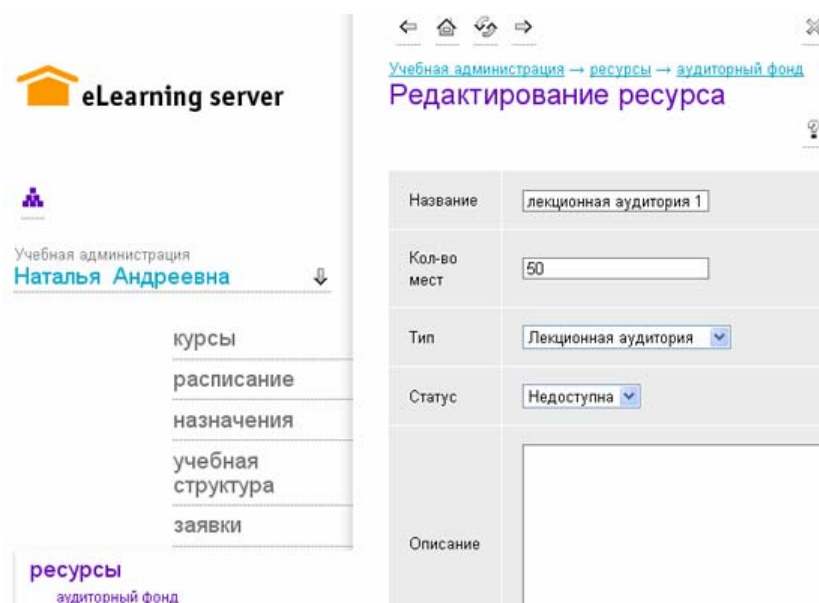 eLearning server
Учебная администрация
Наталья Андреевна
курсы
расписание
назначения
учебная
структура
заявки
ресурсы
аудиторный фонд
Учебная администрация → ресурсы → аудиторный фонд
Редактирование ресурса
Название
лекционная аудитория 1
Кол-во
мест
50
Тип
Лекционная аудитория
Статус
Недоступна
Описание